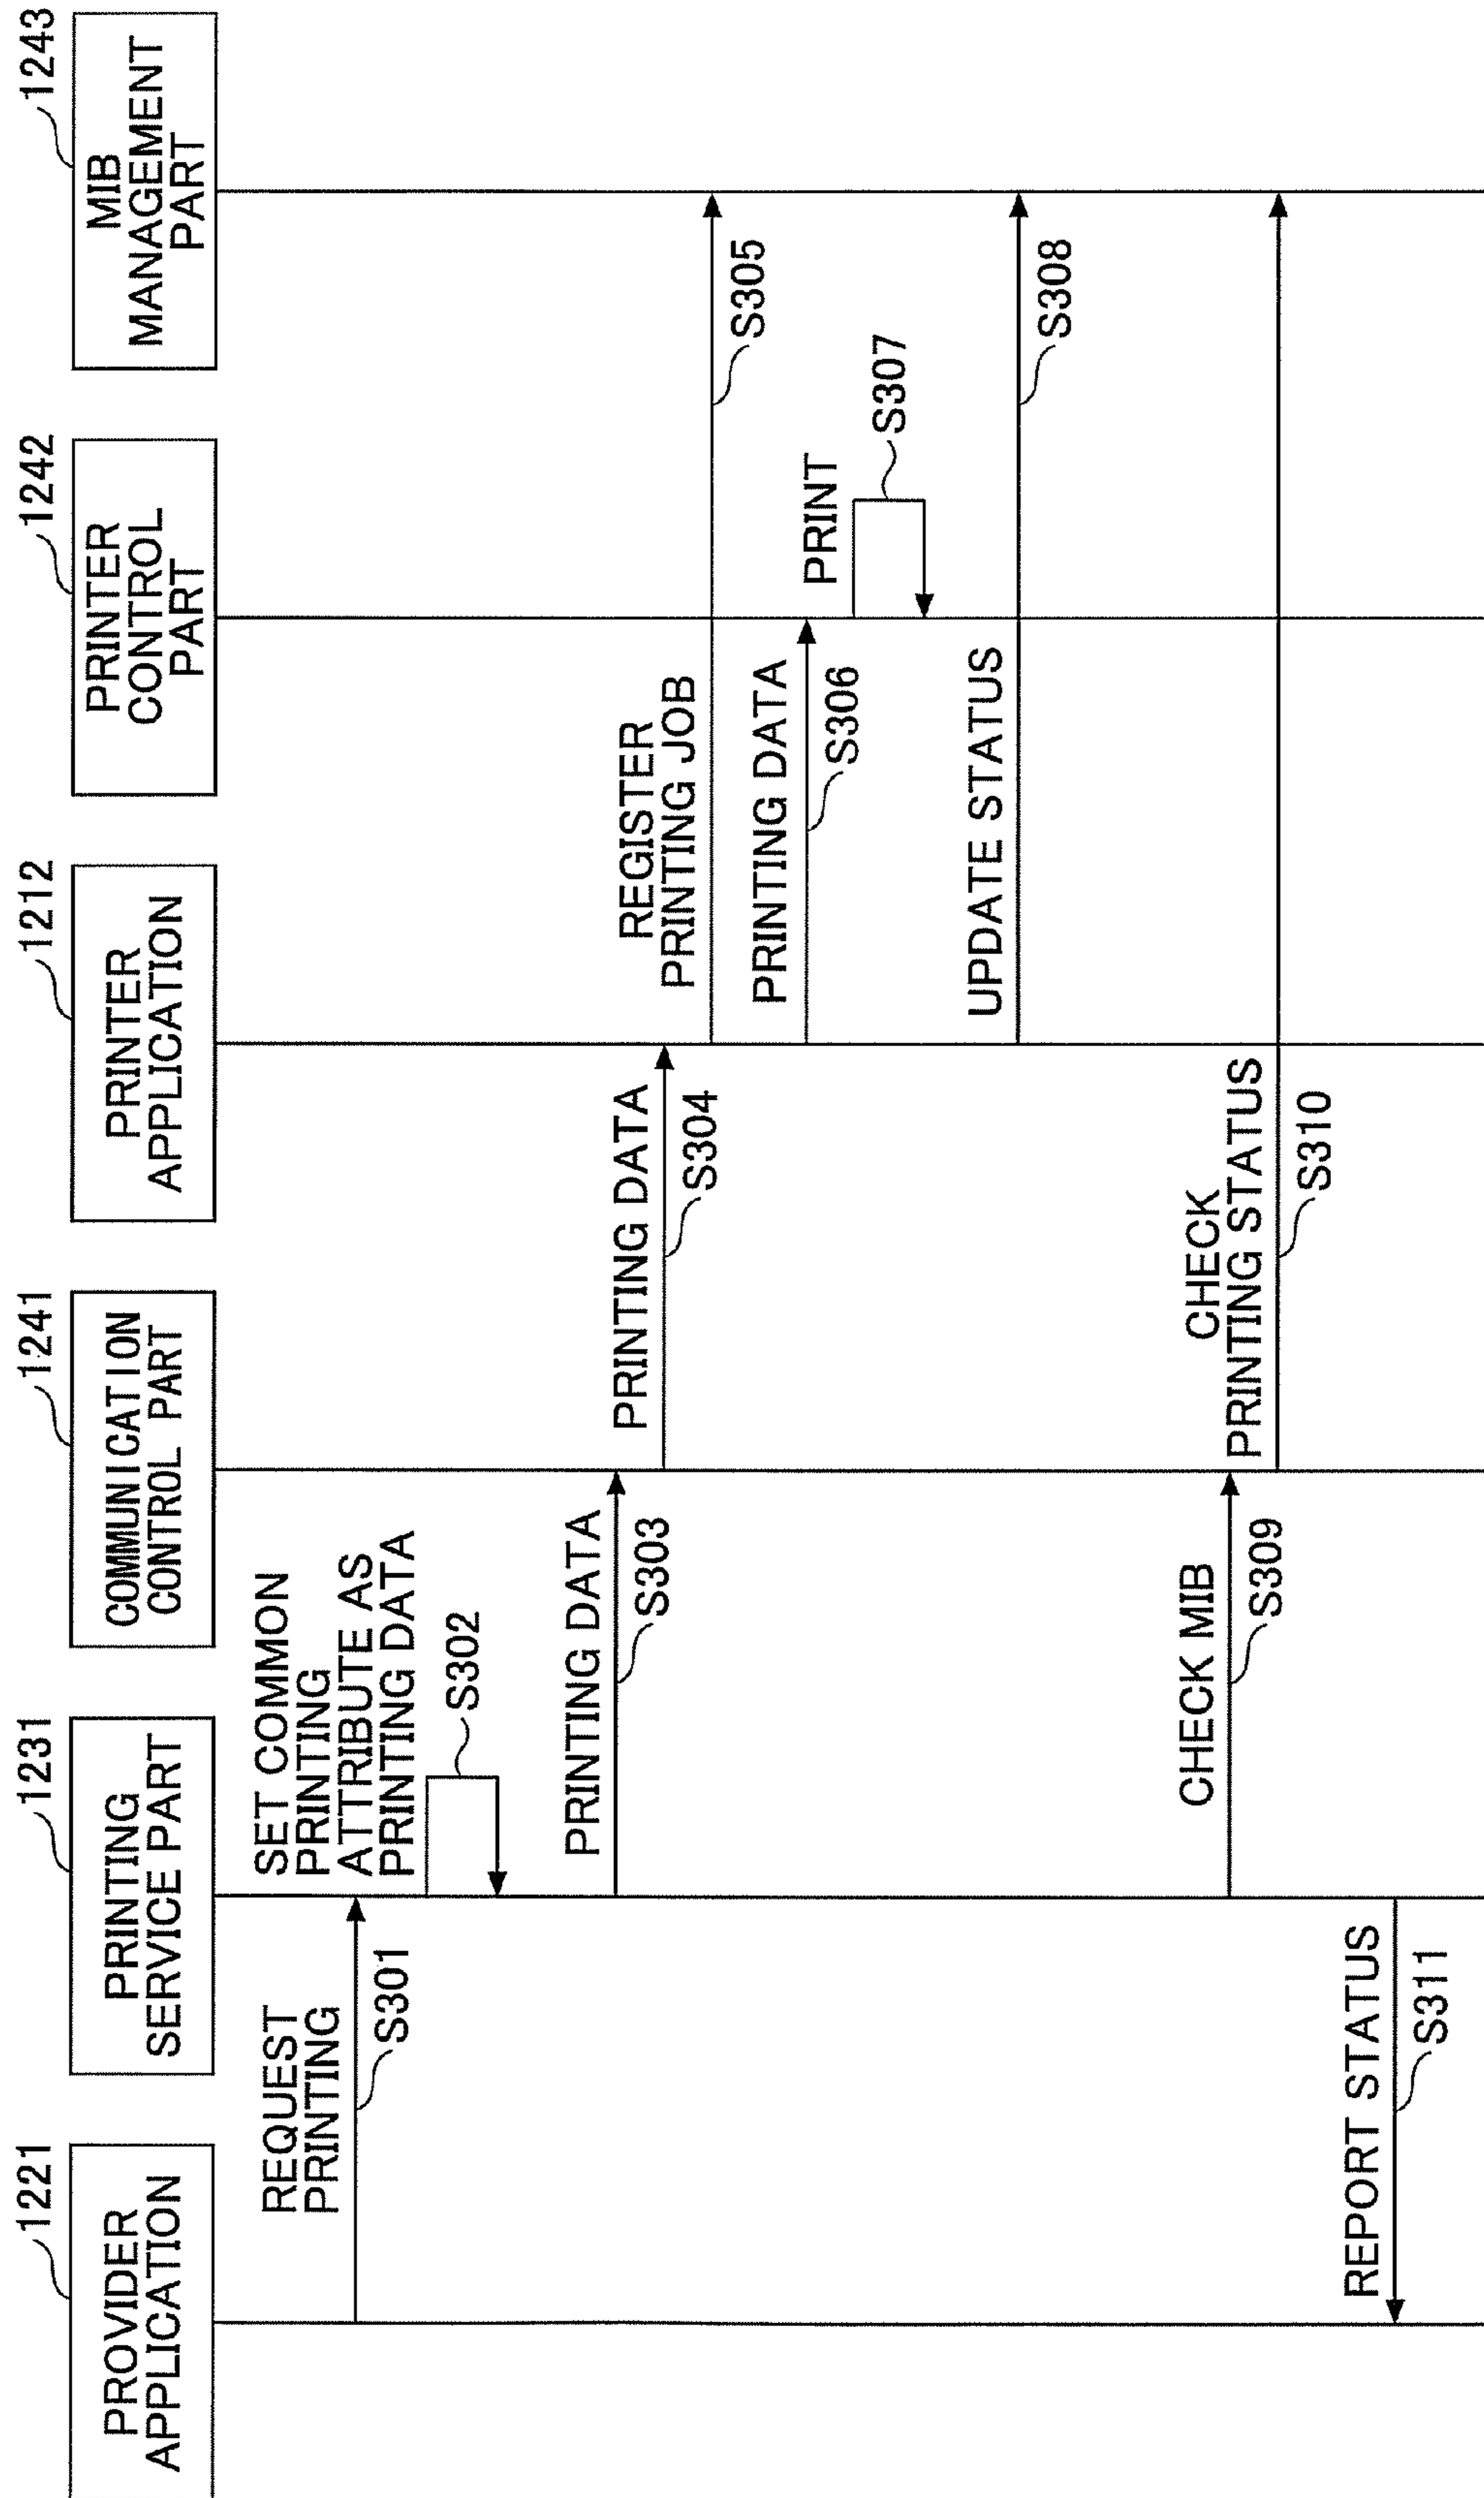 1221
PROVIDER
APPLICATION
1231
PRINTING
SERVICE PART
1241
COMMUNICATION
CONTROL PART
1212
PRINTER
APPLICATION
1242
PRINTER
CONTROL
PART
1243
MIB
MANAGEMENT
PART
REQUEST
PRINTING
S301
SET COMMON
PRINTING
ATTRIBUTE AS
PRINTING DATA
S302
PRINTING DATA
S303
PRINTING DATA
S304
REGISTER
PRINTING JOB
S305
PRINTING DATA
S306
PRINT
S307
UPDATE STATUS
S308
CHECK MIB
S309
CHECK
PRINTING STATUS
S310
REPORT STATUS
S311